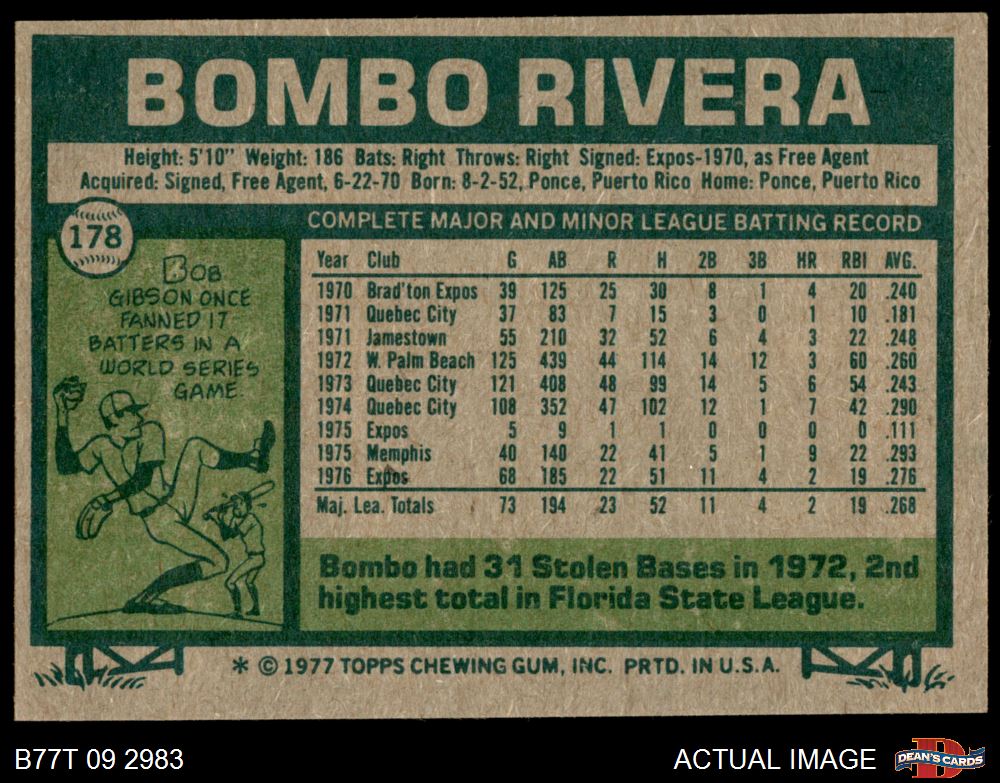 BOMBO RIVERA
Height: 5'10" Weight: 186 Bats: Right Throws: Right Signed: Expos-1970, as Free Agent
Acquired: Signed, Free Agent, 6-22-70 Born: 8-2-52, Ponce, Puerto Rico Home: Ponce, Puerto Rico
178
BOB
GIBSON ONCE
FANNED 17
BATTERS IN A
WORLD SERIES
GAME.
COMPLETE MAJOR AND MINOR LEAGUE BATTING RECORD
Year Club G AB R H 2B 3B HR RBI AVG.
1970 Brad'ton Expos 39 125 25 30 8 1 4 20 .240
1971 Quebec City 37 83 7 15 3 0 1 10 .181
1971 Jamestown 55 210 32 52 6 4 3 22 .248
1972 W. Palm Beach 125 439 44 114 14 12 3 60 .260
1973 Quebec City 121 408 48 99 14 5 6 54 .243
1974 Quebec City 108 352 47 102 12 1 7 42 .290
1975 Expos 5 9 1 1 0 0 0 0 .111
1975 Memphis 40 140 22 41 5 1 9 22 .293
1976 Expos 68 185 22 51 11 4 2 19 .276
Maj. Lea. Totals 73 194 23 52 11 4 2 19 .268
Bombo had 31 Stolen Bases in 1972, 2nd
highest total in Florida State League.
* © 1977 TOPPS CHEWING GUM, INC. PRTD. IN U.S.A.
B77T 09 2983
ACTUAL IMAGE
D
DEAN'S CARDS